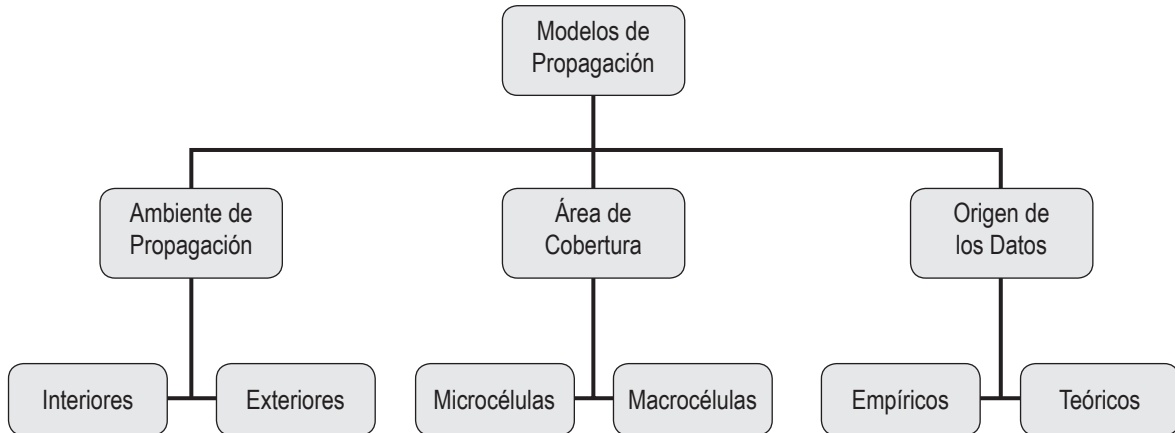 Modelos de
Propagación
Ambiente de
Propagación
Área de
Cobertura
Origen de
los Datos
Interiores
Exteriores
Microcélulas
Macrocélulas
Empíricos
Teóricos